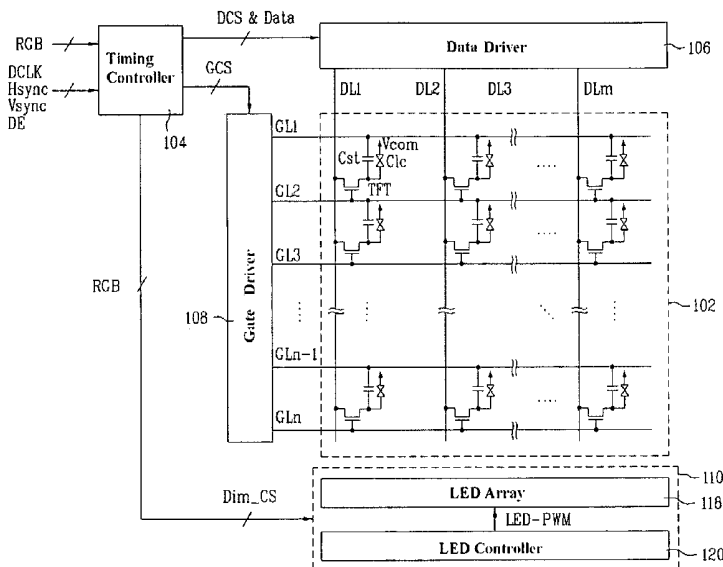 DCS & Data
RGB
Timing
Controller
Data Driver
106
DCLK
Hsync
Vsync
DE
GCS
104
DL1
DL2
DL3
DLm
GL1
Vcom
Cst
Clc
TFT
GL2
GL3
RGB
108
Gate Driver
102
GLn-1
GLn
110
LED Array
118
Dim_CS
LED-PWM
LED Controller
120